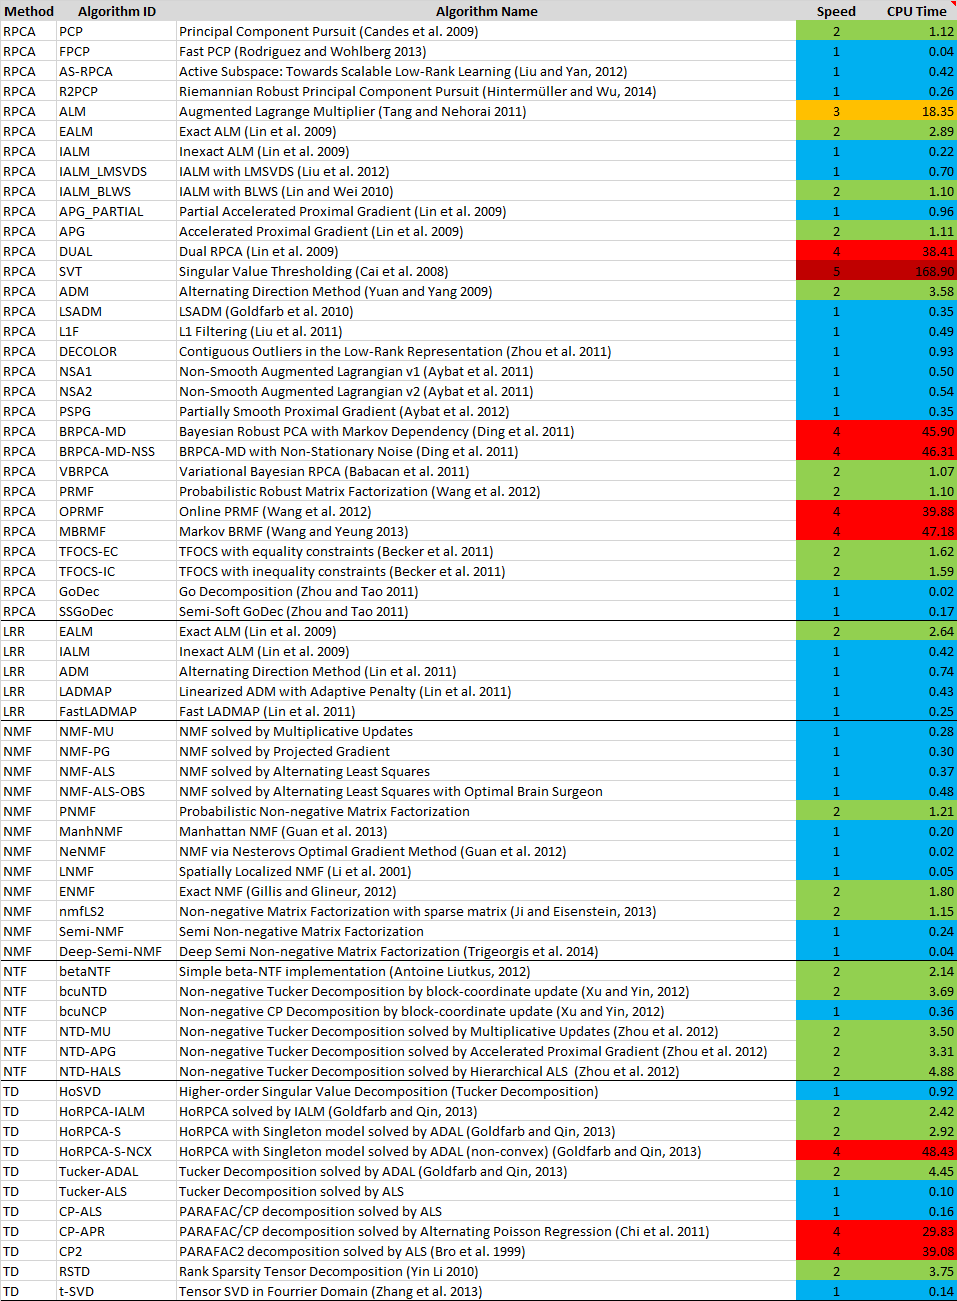 Method Algorithm ID Algorithm Name Speed CPU Time
RPCA PCP Principal Component Pursuit (Candes et al. 2009) 2 1.12
RPCA FPCP Fast PCP (Rodriguez and Wohlberg 2013) 1 0.04
RPCA AS-RPCA Active Subspace: Towards Scalable Low-Rank Learning (Liu and Yan, 2012) 1 0.42
RPCA R2PCP Riemannian Robust Principal Component Pursuit (Hintermüller and Wu, 2014) 1 0.26
RPCA ALM Augmented Lagrange Multiplier (Tang and Nehorai 2011) 3 18.35
RPCA EALM Exact ALM (Lin et al. 2009) 2 2.89
RPCA IALM Inexact ALM (Lin et al. 2009) 1 0.22
RPCA IALM_LMSVDS IALM with LMSVDS (Liu et al. 2012) 1 0.70
RPCA IALM_BLWS IALM with BLWS (Lin and Wei 2010) 2 1.10
RPCA APG_PARTIAL Partial Accelerated Proximal Gradient (Lin et al. 2009) 1 0.96
RPCA APG Accelerated Proximal Gradient (Lin et al. 2009) 2 1.11
RPCA DUAL Dual RPCA (Lin et al. 2009) 4 38.41
RPCA SVT Singular Value Thresholding (Cai et al. 2008) 5 168.90
RPCA ADM Alternating Direction Method (Yuan and Yang 2009) 2 3.58
RPCA LSADM LSADM (Goldfarb et al. 2010) 1 0.35
RPCA L1F L1 Filtering (Liu et al. 2011) 1 0.49
RPCA DECOLOR Contiguous Outliers in the Low-Rank Representation (Zhou et al. 2011) 1 0.93
RPCA NSA1 Non-Smooth Augmented Lagrangian v1 (Aybat et al. 2011) 1 0.50
RPCA NSA2 Non-Smooth Augmented Lagrangian v2 (Aybat et al. 2011) 1 0.54
RPCA PSPG Partially Smooth Proximal Gradient (Aybat et al. 2012) 1 0.35
RPCA BRPCA-MD Bayesian Robust PCA with Markov Dependency (Ding et al. 2011) 4 45.90
RPCA BRPCA-MD-NSS BRPCA-MD with Non-Stationary Noise (Ding et al. 2011) 4 46.31
RPCA VBRPCA Variational Bayesian RPCA (Babacan et al. 2011) 2 1.07
RPCA PRMF Probabilistic Robust Matrix Factorization (Wang et al. 2012) 2 1.10
RPCA OPRMF Online PRMF (Wang et al. 2012) 4 39.88
RPCA MBRMF Markov BRMF (Wang and Yeung 2013) 4 47.18
RPCA TFOCS-EC TFOCS with equality constraints (Becker et al. 2011) 2 1.62
RPCA TFOCS-IC TFOCS with inequality constraints (Becker et al. 2011) 2 1.59
RPCA GoDec Go Decomposition (Zhou and Tao 2011) 1 0.02
RPCA SSGoDec Semi-Soft GoDec (Zhou and Tao 2011) 1 0.17
LRR EALM Exact ALM (Lin et al. 2009) 2 2.64
LRR IALM Inexact ALM (Lin et al. 2009) 1 0.42
LRR ADM Alternating Direction Method (Lin et al. 2011) 1 0.74
LRR LADMAP Linearized ADM with Adaptive Penalty (Lin et al. 2011) 1 0.43
LRR FastLADMAP Fast LADMAP (Lin et al. 2011) 1 0.25
NMF NMF-MU NMF solved by Multiplicative Updates 1 0.28
NMF NMF-PG NMF solved by Projected Gradient 1 0.30
NMF NMF-ALS NMF solved by Alternating Least Squares 1 0.37
NMF NMF-ALS-OBS NMF solved by Alternating Least Squares with Optimal Brain Surgeon 1 0.48
NMF PNMF Probabilistic Non-negative Matrix Factorization 2 1.21
NMF ManhNMF Manhattan NMF (Guan et al. 2013) 1 0.20
NMF NeNMF NMF via Nesterovs Optimal Gradient Method (Guan et al. 2012) 1 0.02
NMF LNMF Spatially Localized NMF (Li et al. 2001) 1 0.05
NMF ENMF Exact NMF (Gillis and Glineur, 2012) 2 1.80
NMF nmfLS2 Non-negative Matrix Factorization with sparse matrix (Ji and Eisenstein, 2013) 2 1.15
NMF Semi-NMF Semi Non-negative Matrix Factorization 1 0.24
NMF Deep-Semi-NMF Deep Semi Non-negative Matrix Factorization (Trigeorgis et al. 2014) 1 0.04
NTF betaNTF Simple beta-NTF implementation (Antoine Liutkus, 2012) 2 2.14
NTF bcuNTD Non-negative Tucker Decomposition by block-coordinate update (Xu and Yin, 2012) 2 3.69
NTF bcuNCP Non-negative CP Decomposition by block-coordinate update (Xu and Yin, 2012) 1 0.36
NTF NTD-MU Non-negative Tucker Decomposition solved by Multiplicative Updates (Zhou et al. 2012) 2 3.50
NTF NTD-APG Non-negative Tucker Decomposition solved by Accelerated Proximal Gradient (Zhou et al. 2012) 2 3.31
NTF NTD-HALS Non-negative Tucker Decomposition solved by Hierarchical ALS (Zhou et al. 2012) 2 4.88
TD HoSVD Higher-order Singular Value Decomposition (Tucker Decomposition) 1 0.92
TD HoRPCA-IALM HoRPCA solved by IALM (Goldfarb and Qin, 2013) 2 2.42
TD HoRPCA-S HoRPCA with Singleton model solved by ADAL (Goldfarb and Qin, 2013) 2 2.92
TD HoRPCA-S-NCX HoRPCA with Singleton model solved by ADAL (non-convex) (Goldfarb and Qin, 2013) 4 48.43
TD Tucker-ADAL Tucker Decomposition solved by ADAL (Goldfarb and Qin, 2013) 2 4.45
TD Tucker-ALS Tucker Decomposition solved by ALS 1 0.10
TD CP-ALS PARAFAC/CP decomposition solved by ALS 1 0.16
TD CP-APR PARAFAC/CP decomposition solved by Alternating Poisson Regression (Chi et al. 2011) 4 29.83
TD CP2 PARAFAC2 decomposition solved by ALS (Bro et al. 1999) 4 39.08
TD RSTD Rank Sparsity Tensor Decomposition (Yin Li 2010) 2 3.75
TD t-SVD Tensor SVD in Fourrier Domain (Zhang et al. 2013) 1 0.14